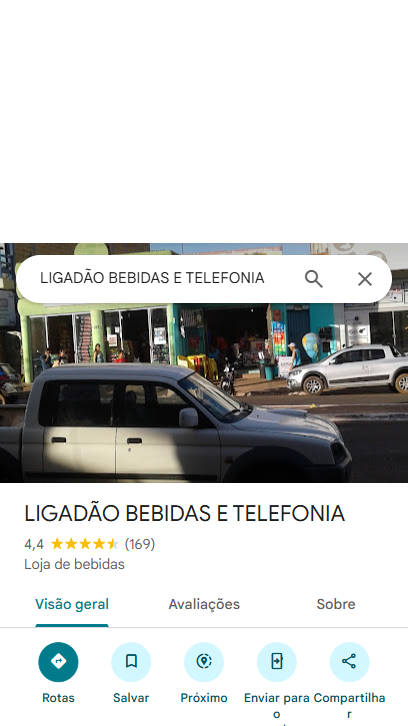 LIGADÃO BEBIDAS E TELEFONIA
LIGADÃO BEBIDAS E TELEFONIA
4,4 (169)
Loja de bebidas
Visão geral Avaliações Sobre
Rotas Salvar Próximo Enviar para o Compartilhar